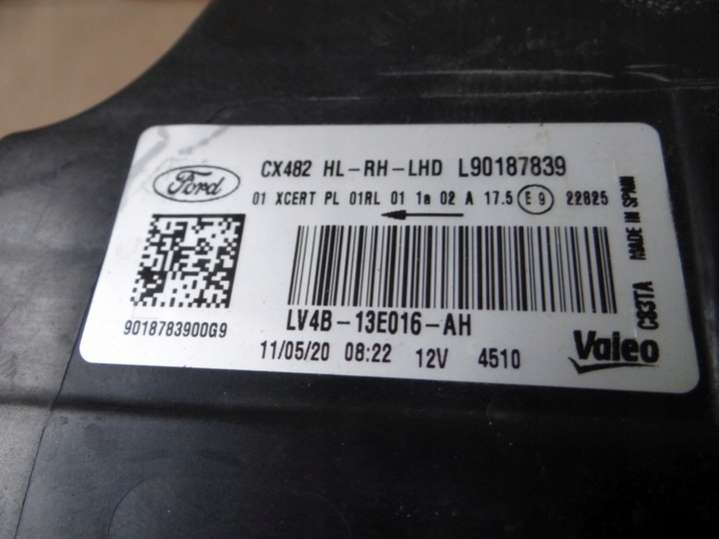 Ford
CX482 HL-RH-LHD L90187839
01 XCERT PL 01RL 01 1a 02 A 17.5 E9 22825
9018783900G9
LV4B-13E016-AH
11/05/20 08:22 12V 4510
Valeo
C83TA MADE IN SPAIN